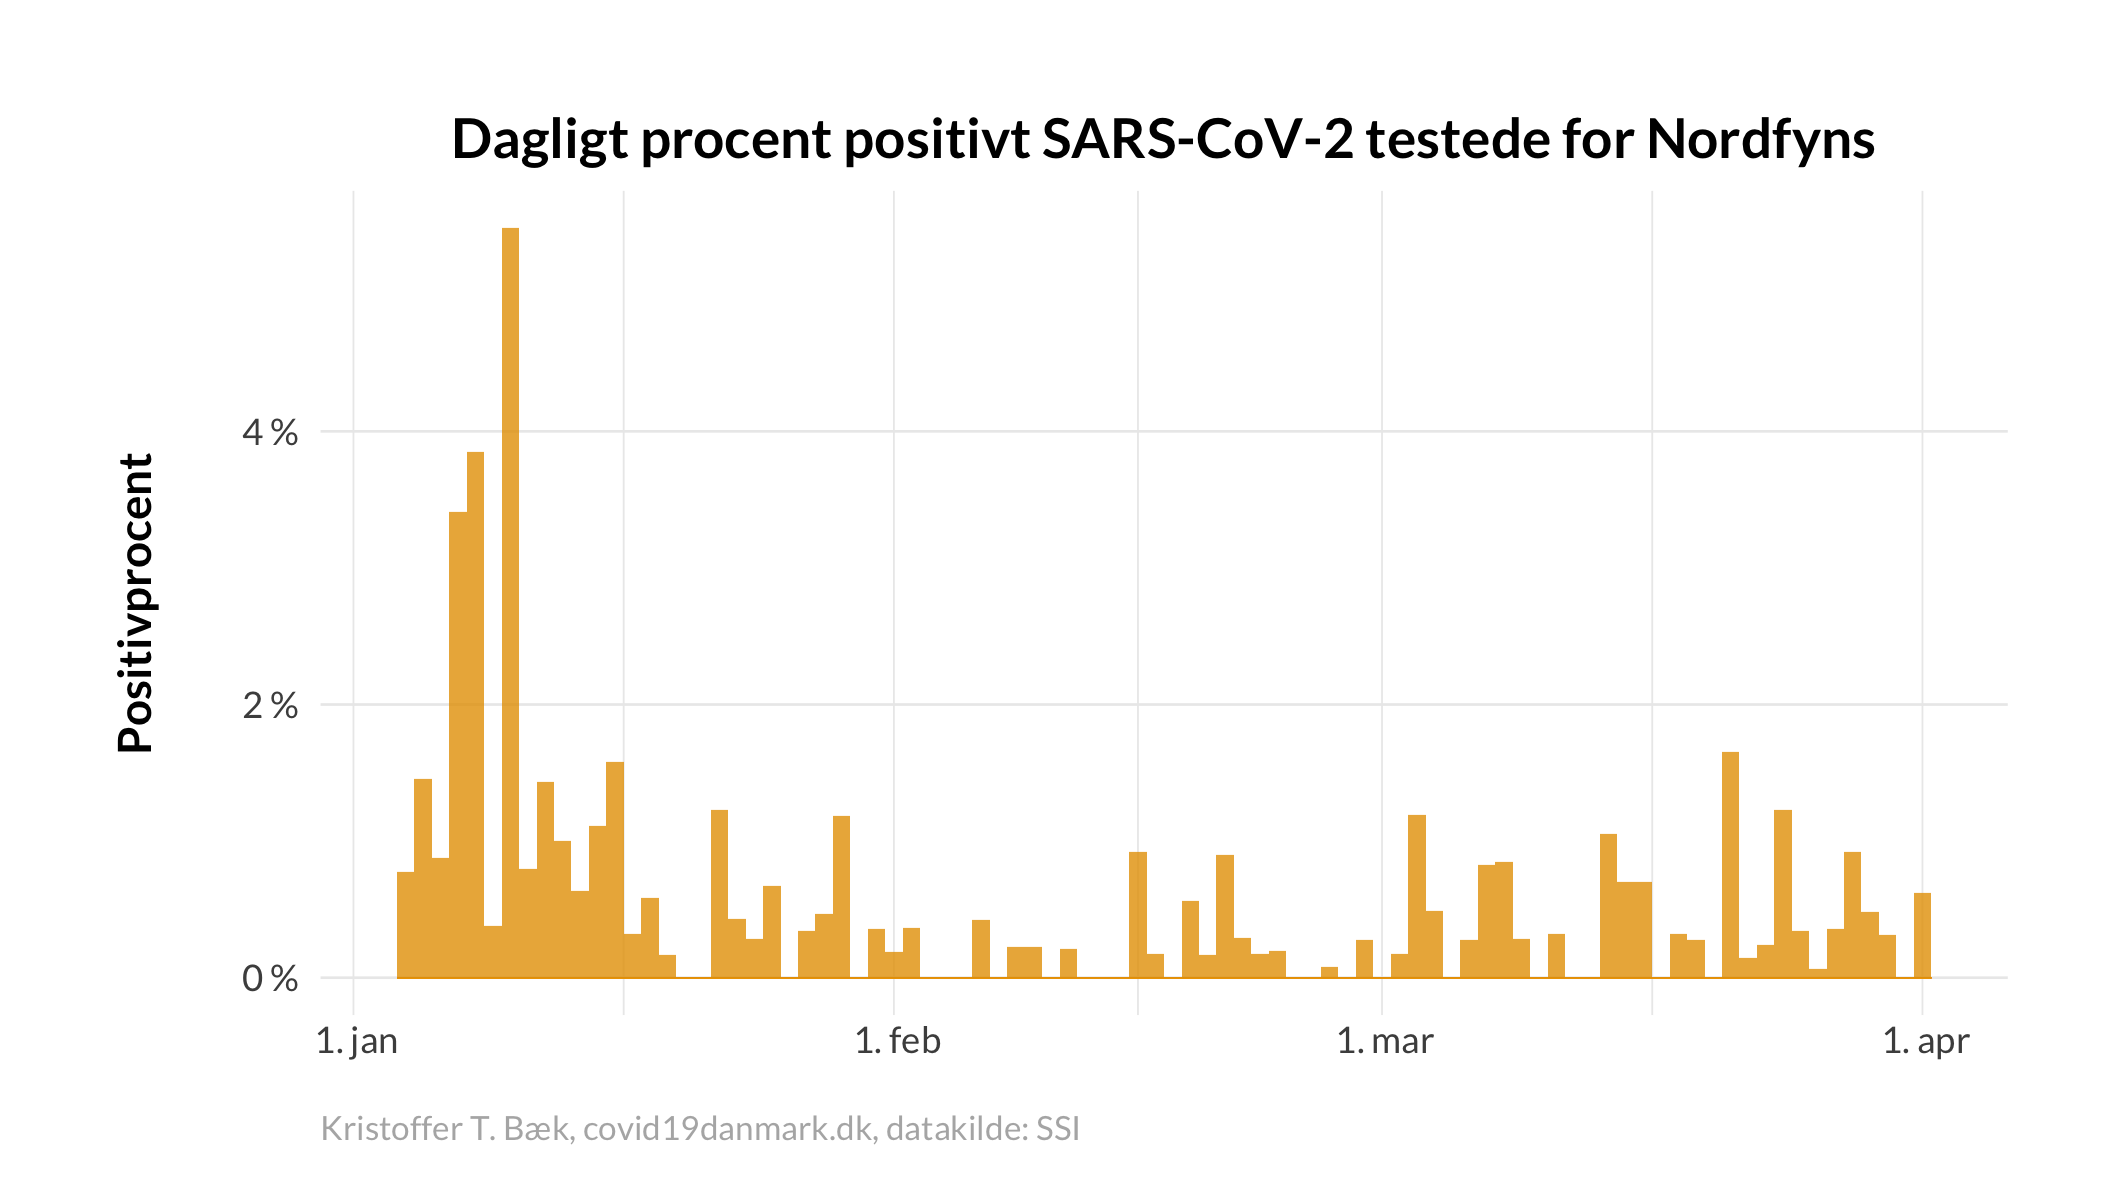 Dagligt procent positivt SARS-CoV-2 testede for Nordfyns
Positivprocent
4 %
2 %
0 %
1. jan
1. feb
1. mar
1. apr
Kristoffer T. Bæk, covid19danmark.dk, datakilde: SSI